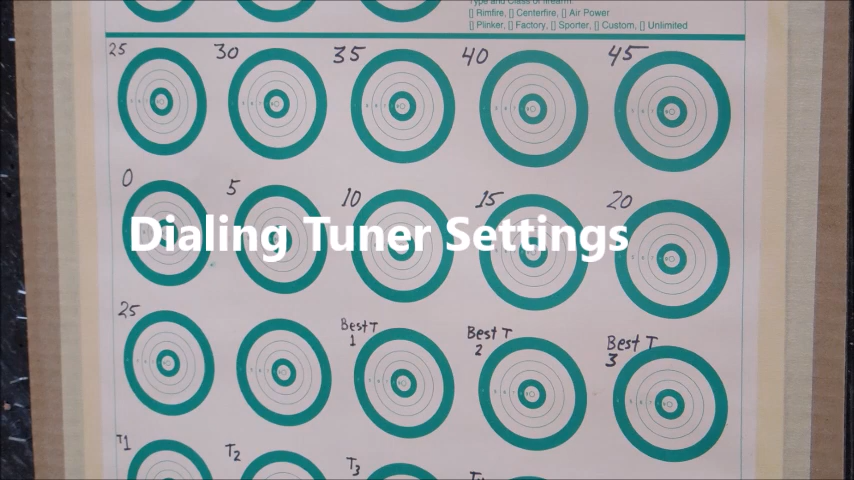 Type and Class of firearm:
[] Rimfire, [] Centerfire, [] Air Power
[] Plinker, [] Factory, [] Sporter, [] Custom, [] Unlimited
25 30 35 40 45
0 5 10 15 20
Dialing Tuner Settings
25 Best T 1 Best T 2 Best T 3
T1 T2 T3